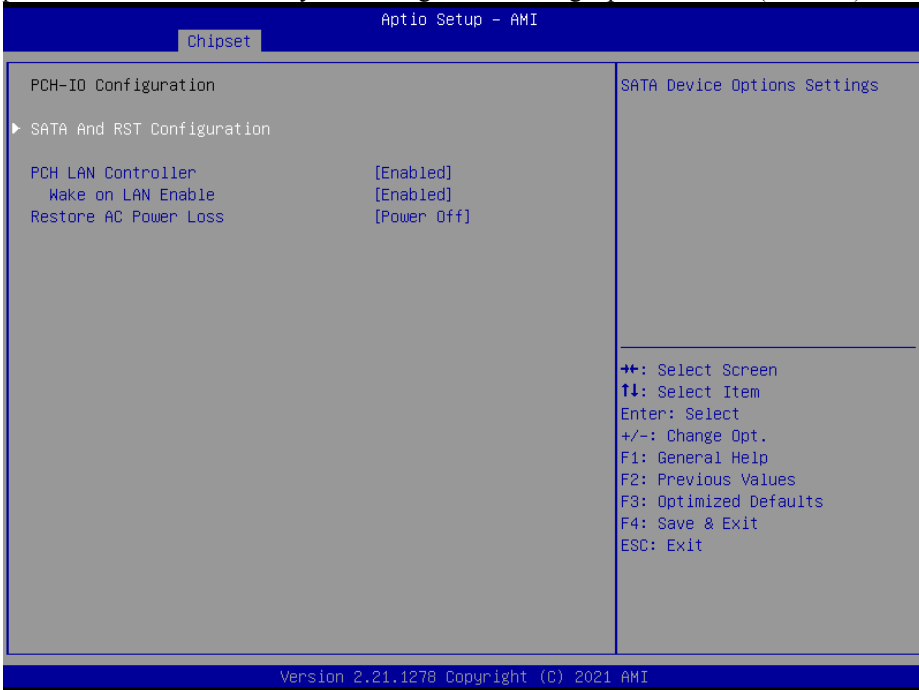 Aptio Setup – AMI
Chipset
PCH-IO Configuration
SATA And RST Configuration
PCH LAN Controller [Enabled]
Wake on LAN Enable [Enabled]
Restore AC Power Loss [Power Off]
SATA Device Options Settings
→←: Select Screen
↑↓: Select Item
Enter: Select
+/-: Change Opt.
F1: General Help
F2: Previous Values
F3: Optimized Defaults
F4: Save & Exit
ESC: Exit
Version 2.21.1278 Copyright (C) 2021 AMI